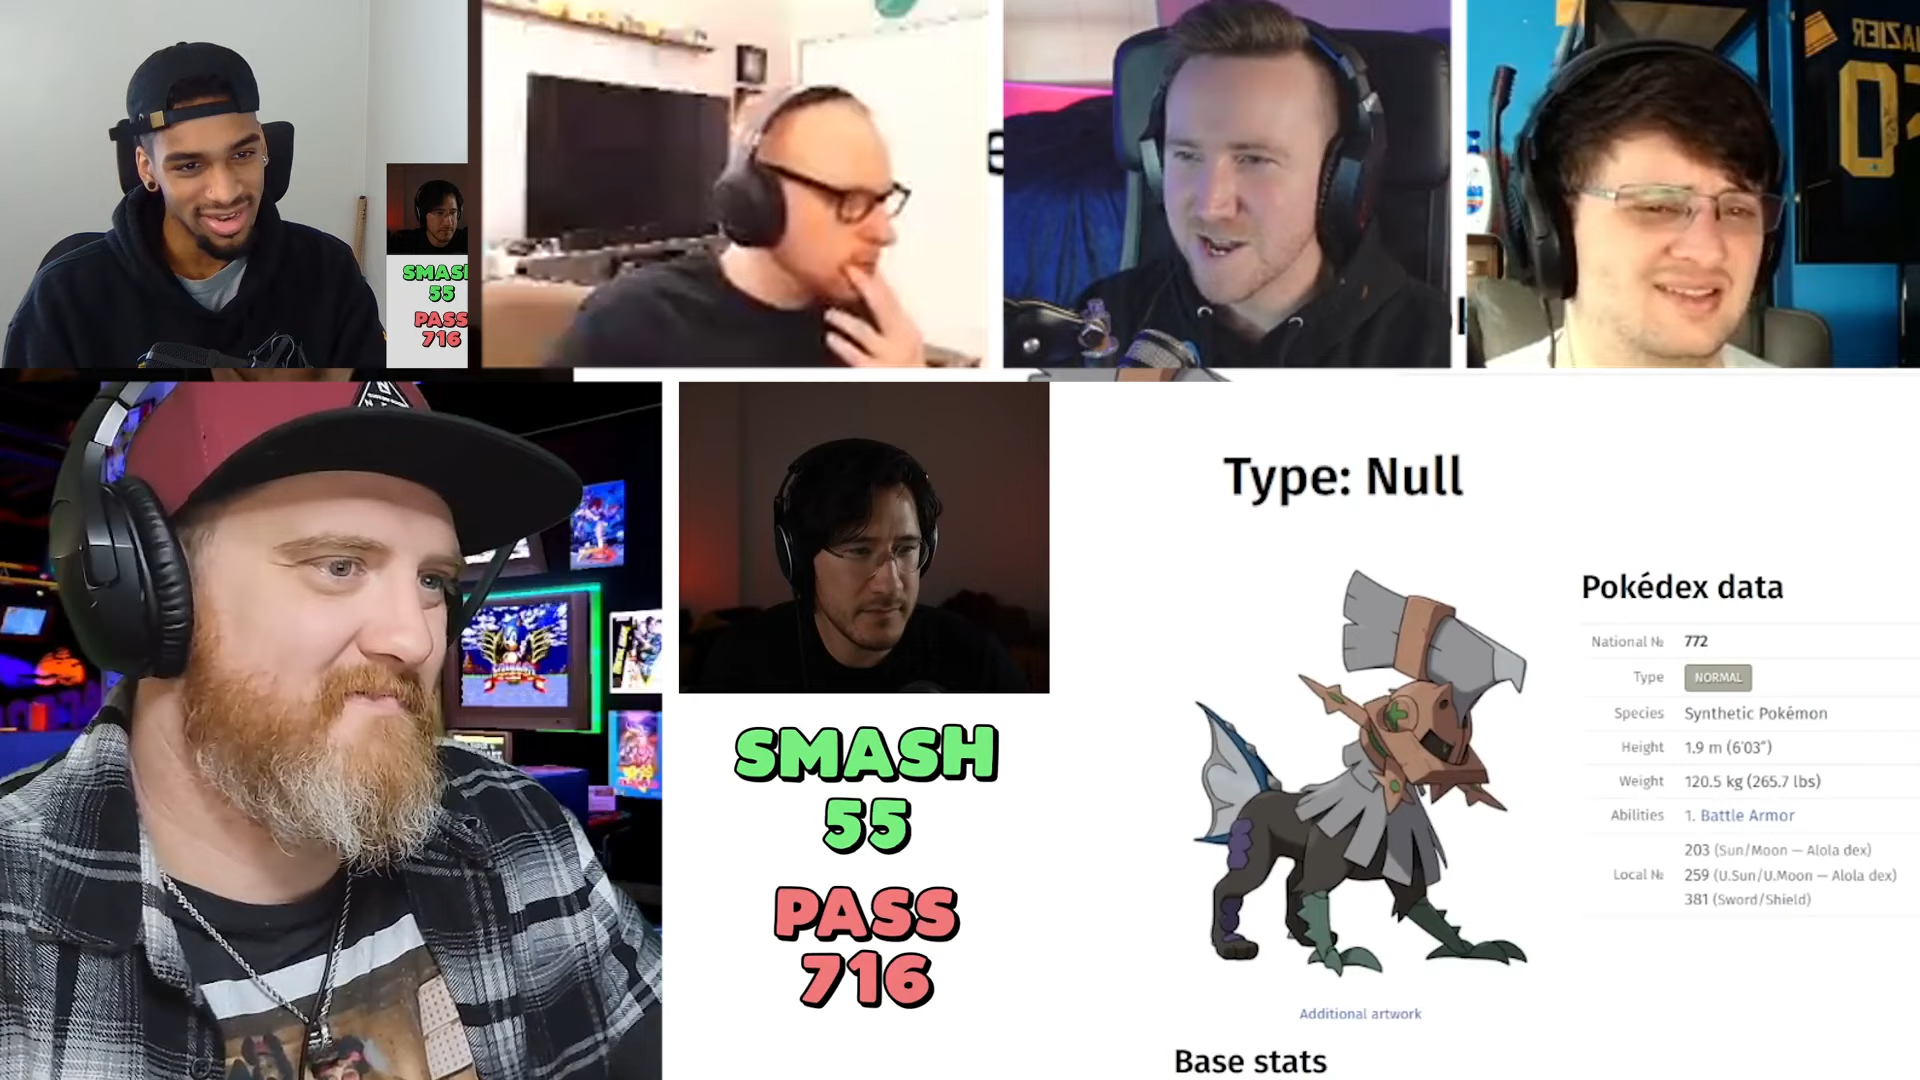 SMASH
55
PASS
716
Type: Null
SMASH
55
PASS
716
Additional artwork
Base stats
Pokédex data
National № 772
Type NORMAL
Species Synthetic Pokémon
Height 1.9 m (6′03″)
Weight 120.5 kg (265.7 lbs)
Abilities 1. Battle Armor
203 (Sun/Moon — Alola dex)
Local № 259 (U.Sun/U.Moon — Alola dex)
381 (Sword/Shield)